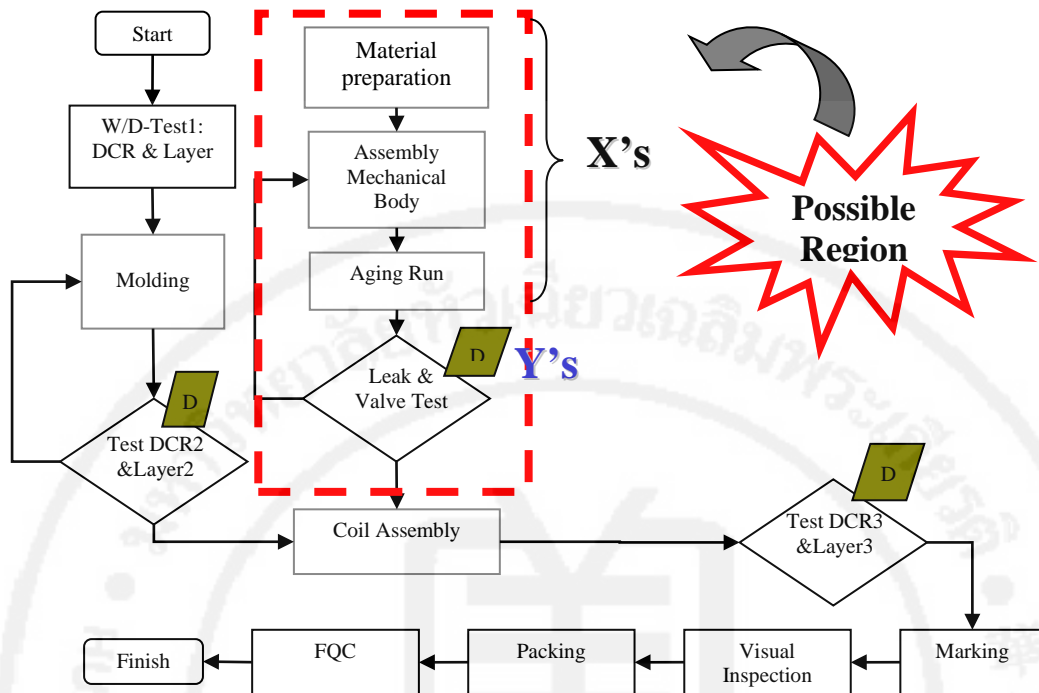 Start
W/D-Test1:
DCR & Layer
Molding
D
Test DCR2
&Layer2
Material
preparation
Assembly
Mechanical
Body
Aging Run
D
Leak &
Valve Test
X's
Y's
Possible
Region
Coil Assembly
D
Test DCR3
&Layer3
Marking
Visual
Inspection
Packing
FQC
Finish